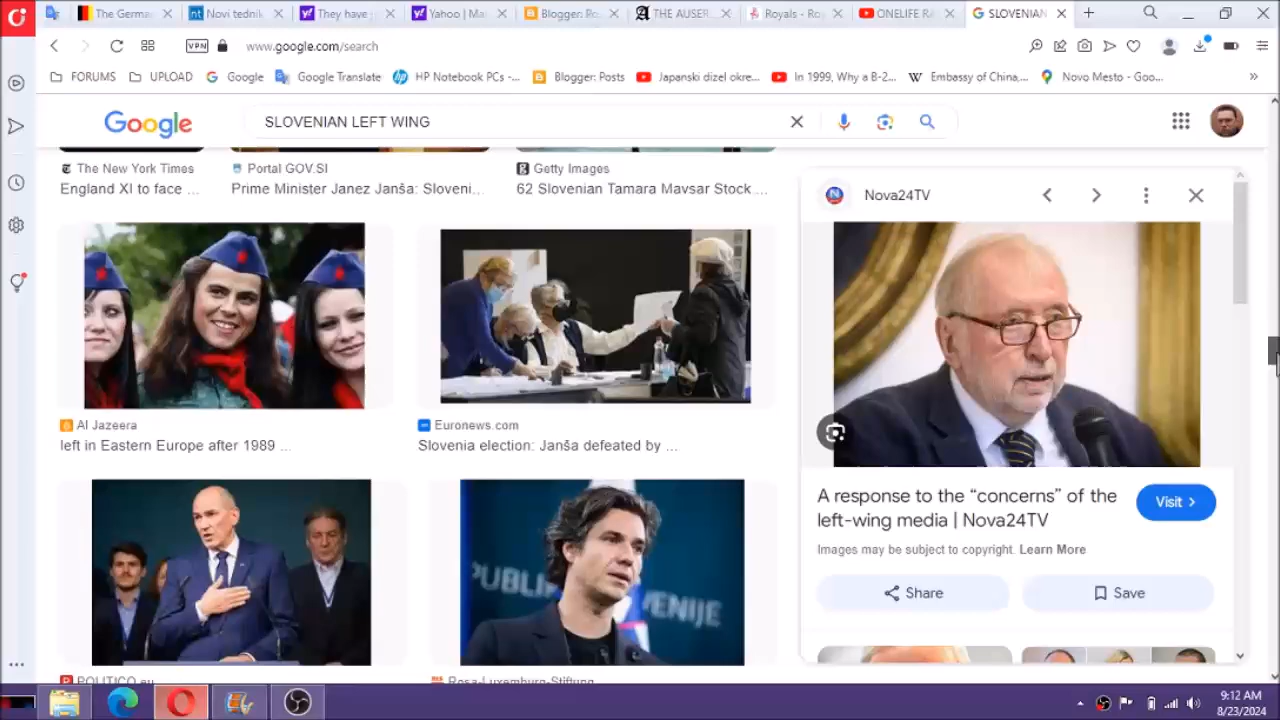 The Germa
Novi tednik
They have
Yahoo | Ma
Blogger: Po
THE AUSER
Royals - Ro
ONELIFE RA
SLOVENIAN
VPN
www.google.com/search
FORUMS
UPLOAD
Google
Google Translate
HP Notebook PCs -...
Blogger: Posts
Japanski dizel okre...
In 1999, Why a B-2...
Embassy of China,...
Novo Mesto - Goo...
Google
SLOVENIAN LEFT WING
The New York Times
England XI to face ...
Portal GOV.SI
Prime Minister Janez Janša: Sloveni...
Getty Images
62 Slovenian Tamara Mavsar Stock ...
Nova24TV
Al Jazeera
left in Eastern Europe after 1989 ...
Euronews.com
Slovenia election: Janša defeated by ...
A response to the “concerns” of the
left-wing media | Nova24TV
Visit
Images may be subject to copyright. Learn More
Share
Save
PUBLI
VENIJE
POLITICO.eu
Rosa-Luxemburg-Stiftung
9:12 AM
8/23/2024